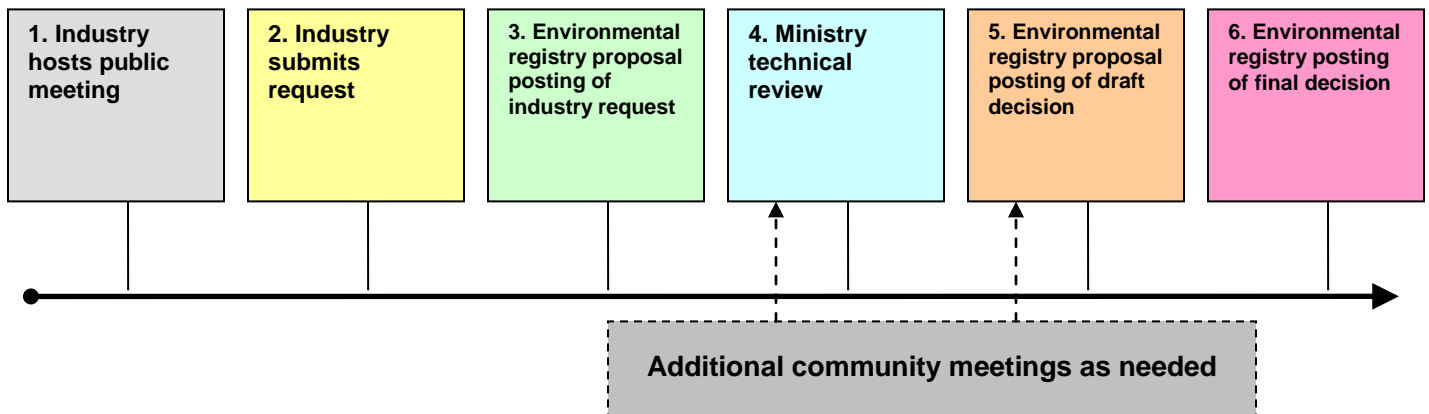 1. Industry
hosts public
meeting
2. Industry
submits
request
3. Environmental
registry proposal
posting of
industry request
4. Ministry
technical
review
5. Environmental
registry proposal
posting of draft
decision
6. Environmental
registry posting
of final decision
Additional community meetings as needed